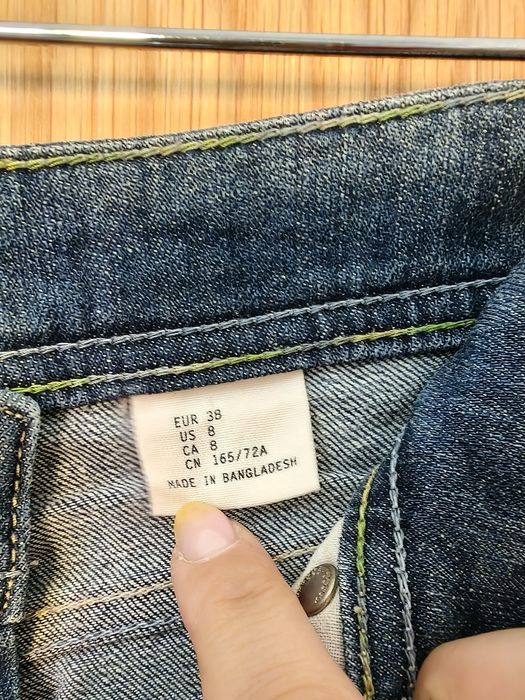 EUR 38
US 8
CA 8
CN 165/72A
MADE IN BANGLADESH